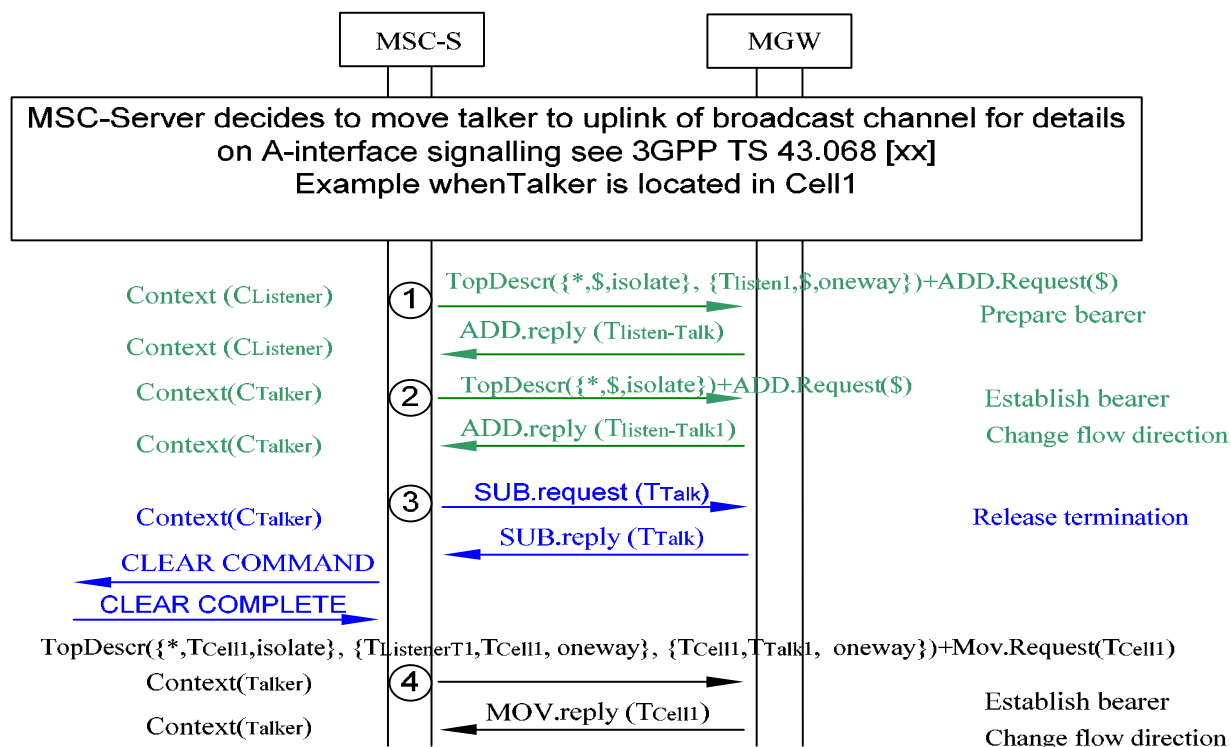 MSC-S
MGW
MSC-Server decides to move talker to uplink of broadcast channel for details
on A-interface signalling see 3GPP TS 43.068 [xx]
Example whenTalker is located in Cell1
TopDescr({*,$,isolate}, {Tlisten1,$,oneway})+ADD.Request($)
Context (CListener)
1
Prepare bearer
ADD.reply (Tlisten-Talk)
Context (CListener)
TopDescr({*,$,isolate})+ADD.Request($)
Context(CTalker)
2
Establish bearer
ADD.reply (Tlisten-Talk1)
Context(CTalker)
Change flow direction
SUB.request (TTalk)
3
Context(CTalker)
Release termination
SUB.reply (TTalk)
CLEAR COMMAND
CLEAR COMPLETE
TopDescr({*,TCell1,isolate}, {TListenerT1,TCell1, oneway}, {TCell1,TTalk1, oneway})+Mov.Request(TCell1)
Context(Talker)
4
Establish bearer
MOV.reply (TCell1)
Context(Talker)
Change flow direction